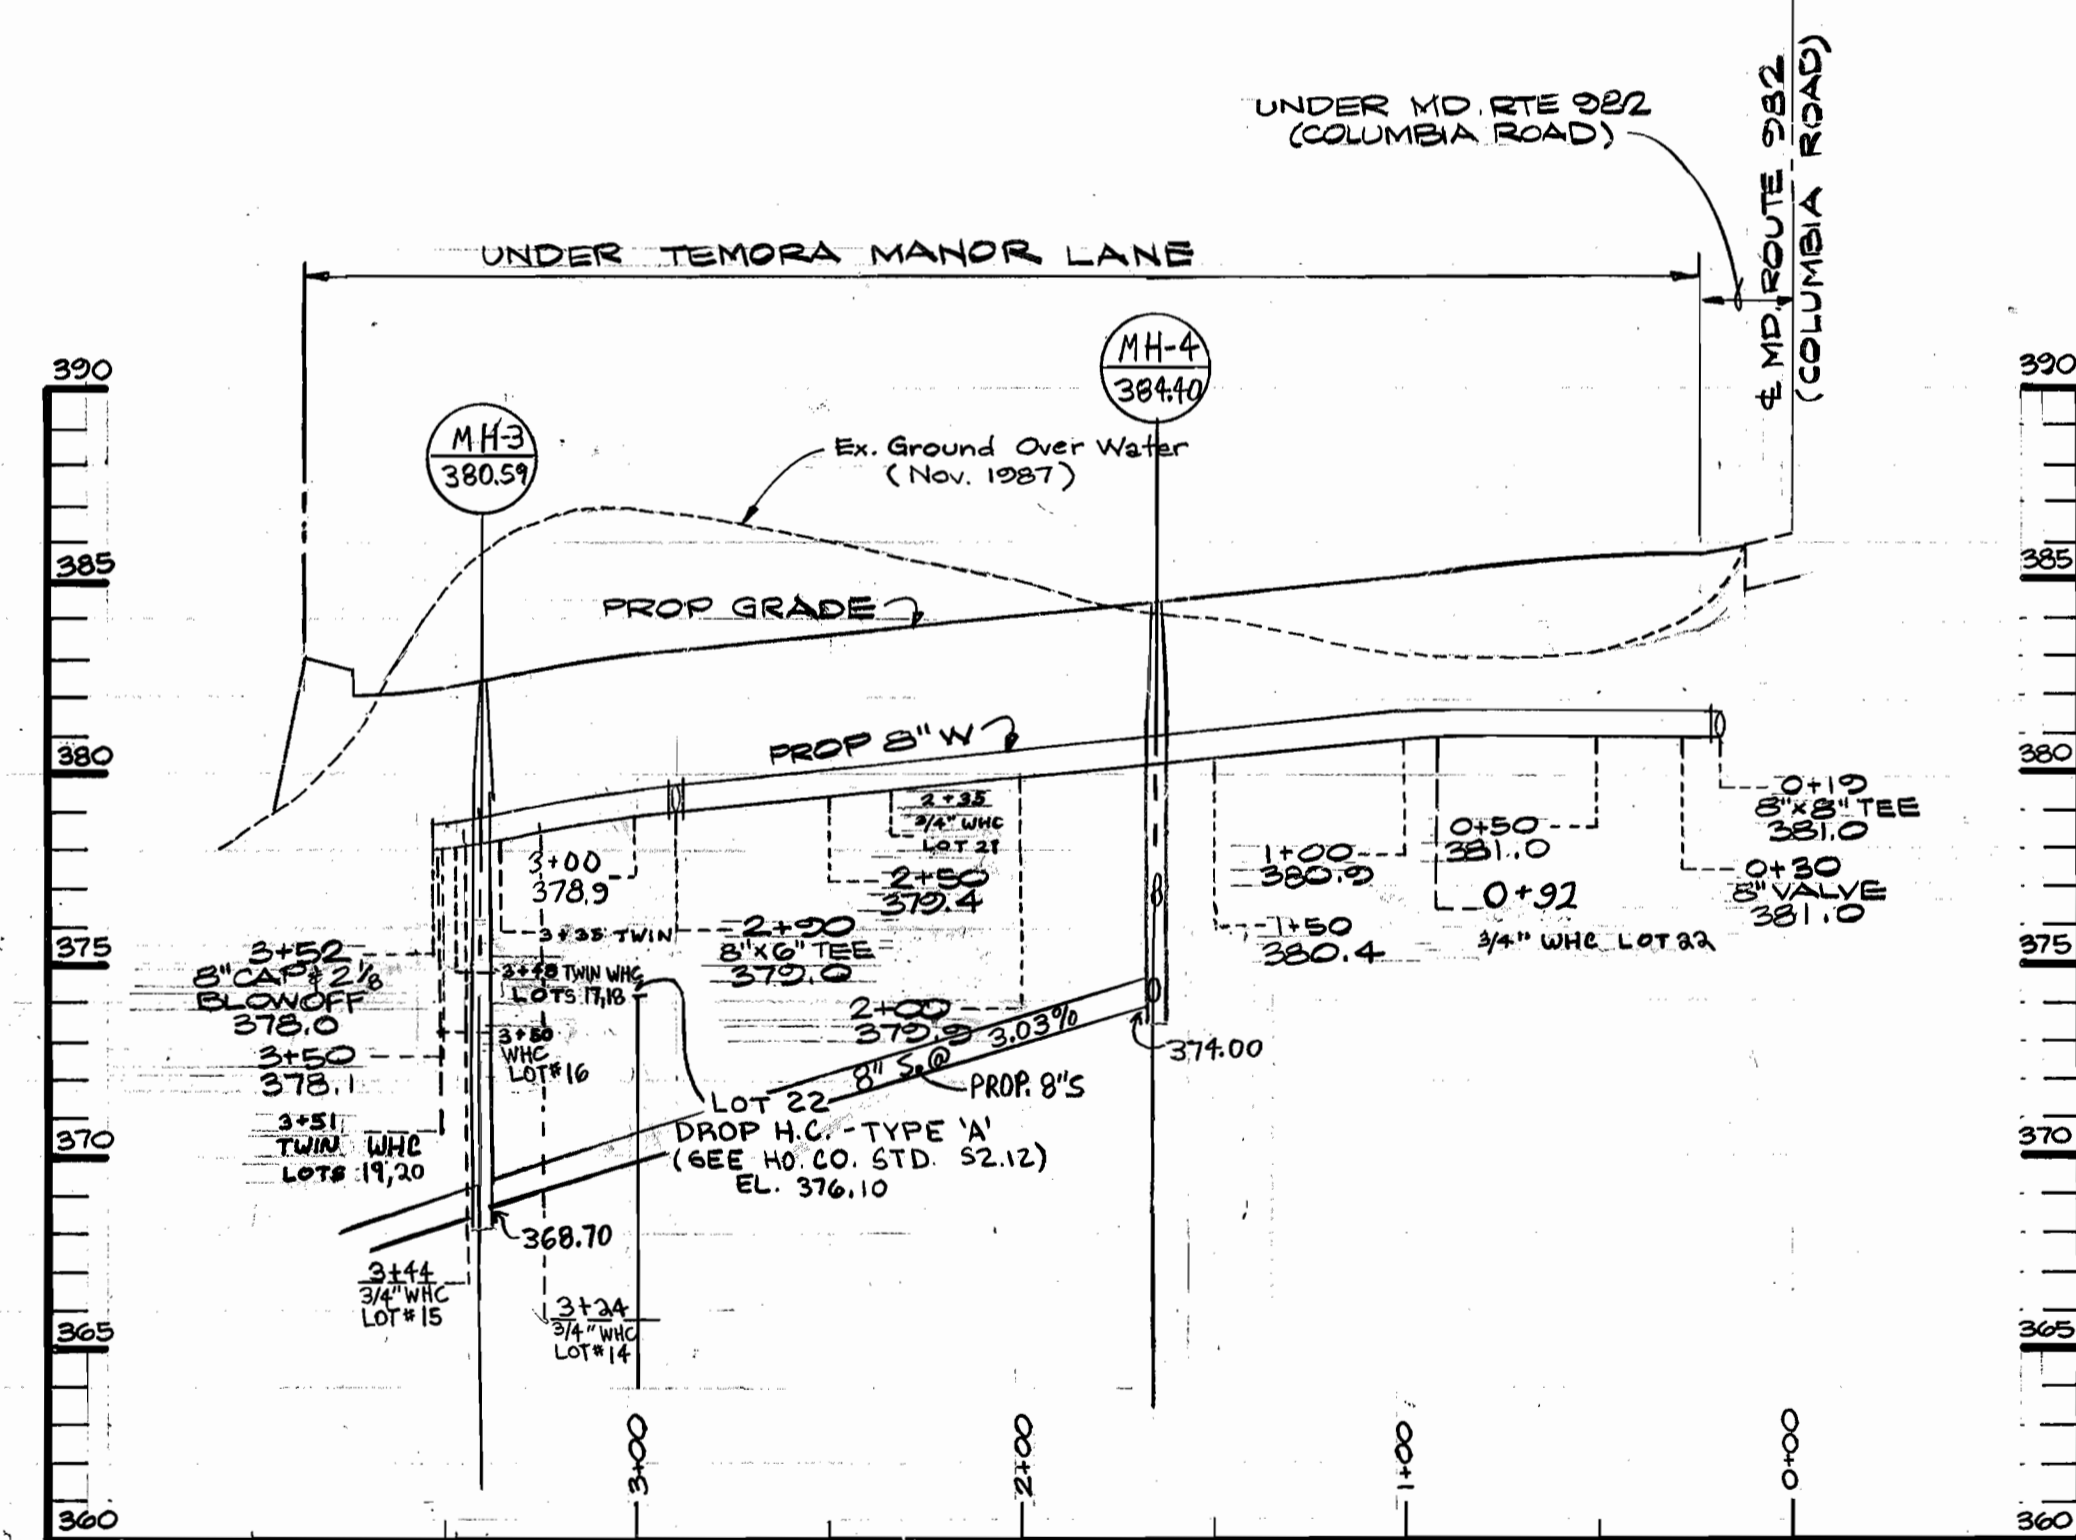 UNDER MD. RTE 982
(COLUMBIA ROAD)
℄ MD. ROUTE 982
(COLUMBIA ROAD)
UNDER TEMORA MANOR LANE
MH-4
384.40
MH-3
380.59
Ex. Ground Over Water
(Nov. 1987)
PROP GRADE
PROP 8" W
390
385
380
375
370
365
360
390
385
380
375
370
365
360
0+19
8"x8" TEE
381.0
0+30
8" VALVE
381.0
0+50
381.0
0+92
3/4" WHC LOT 22
1+00
380.9
1+50
380.4
2+35
3/4" WHC
LOT 21
2+50
379.4
3+00
378.9
3+35 TWIN
2+90
8"x6" TEE
379.0
2+00
379.9
3+48 TWIN WHC
LOTS 17,18
3+50
WHC
LOT #16
3+52
8" CAP & 2 1/8
BLOWOFF
378.0
3+50
378.1
3+51
TWIN WHC
LOTS 19,20
8" S. @ 3.03%
PROP. 8"S
374.00
LOT 22
DROP H.C. - TYPE 'A'
(SEE HO. CO. STD. S2.12)
EL. 376.10
368.70
3+44
3/4" WHC
LOT #15
3+24
3/4" WHC
LOT #14
3+00
2+00
1+00
0+00